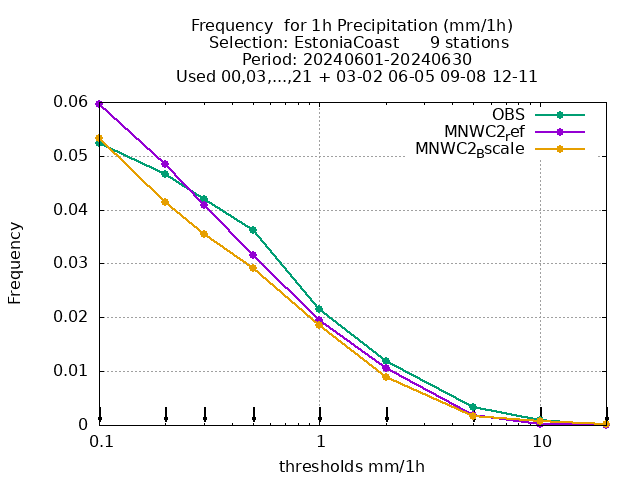 Frequency  for 1h Precipitation (mm/1h)
Selection: EstoniaCoast      9 stations
Period: 20240601-20240630
Used 00,03,...,21 + 03-02 06-05 09-08 12-11
OBS
MNWC2ref
MNWC2Bscale
0.06
0.05
0.04
0.03
0.02
0.01
0
Frequency
0.1 1 10
thresholds mm/1h